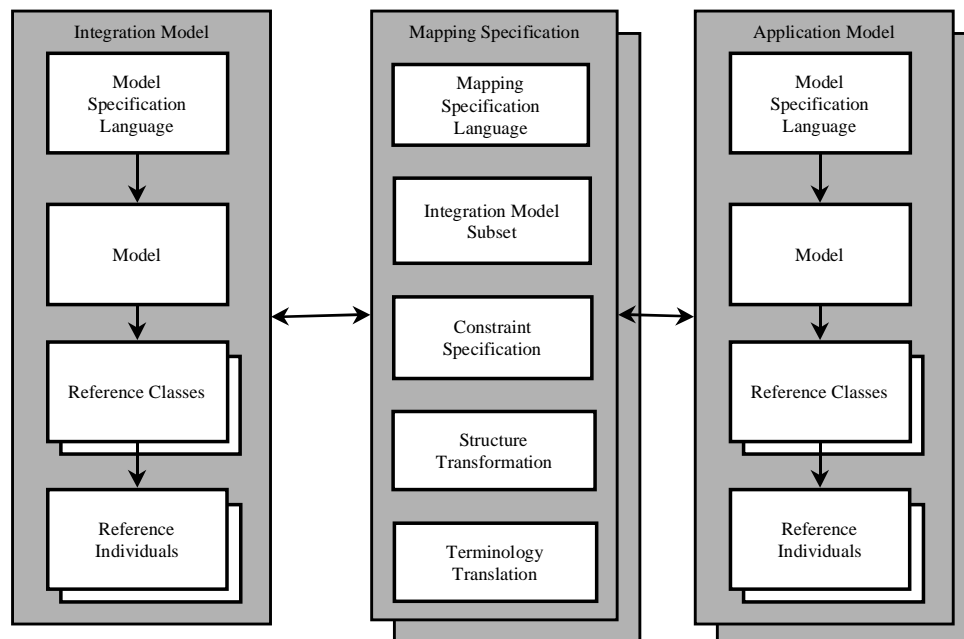 Integration Model
Model
Specification
Language
Model
Reference Classes
Reference
Individuals
Mapping Specification
Mapping
Specification
Language
Integration Model
Subset
Constraint
Specification
Structure
Transformation
Terminology
Translation
Application Model
Model
Specification
Language
Model
Reference Classes
Reference
Individuals